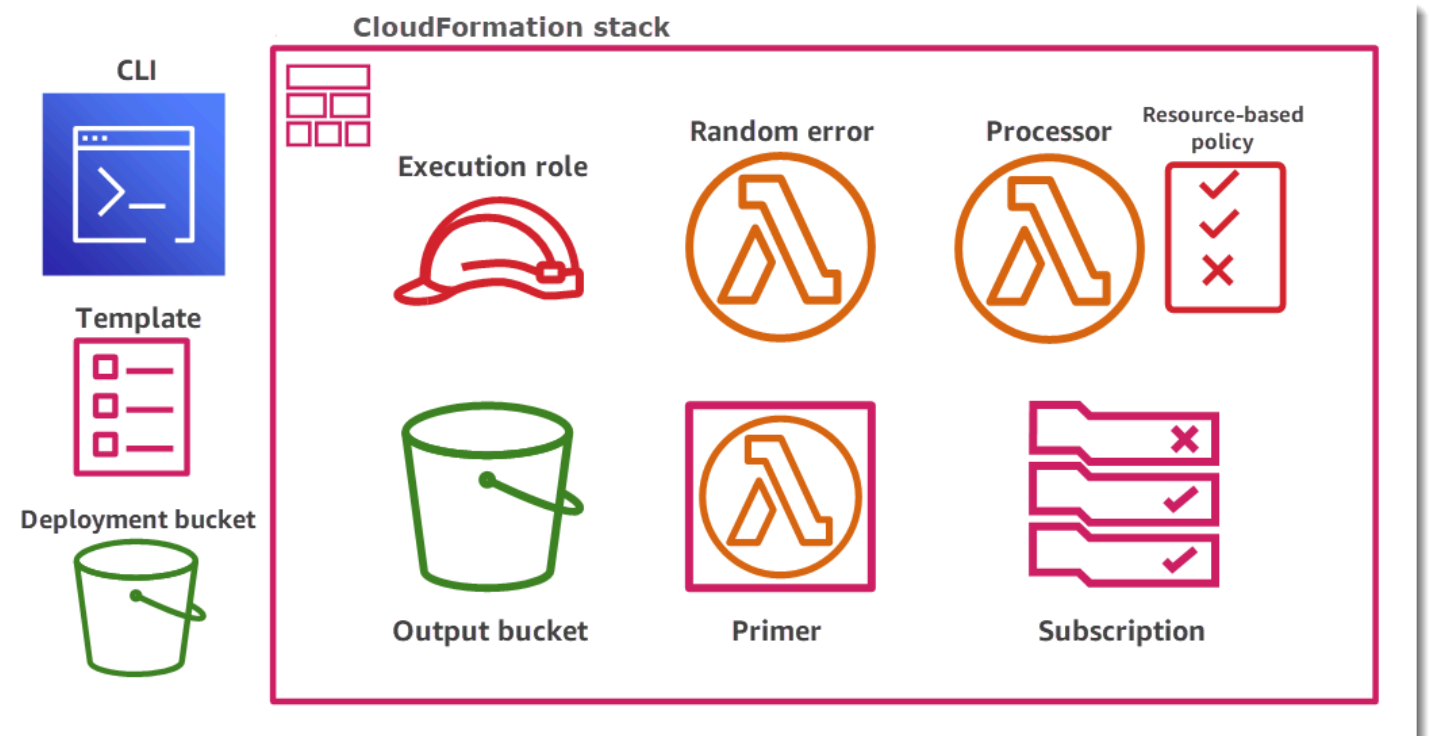 CloudFormation stack
CLI
Execution role
Random error
Processor
Resource-based
policy
Template
Deployment bucket
Output bucket
Primer
Subscription